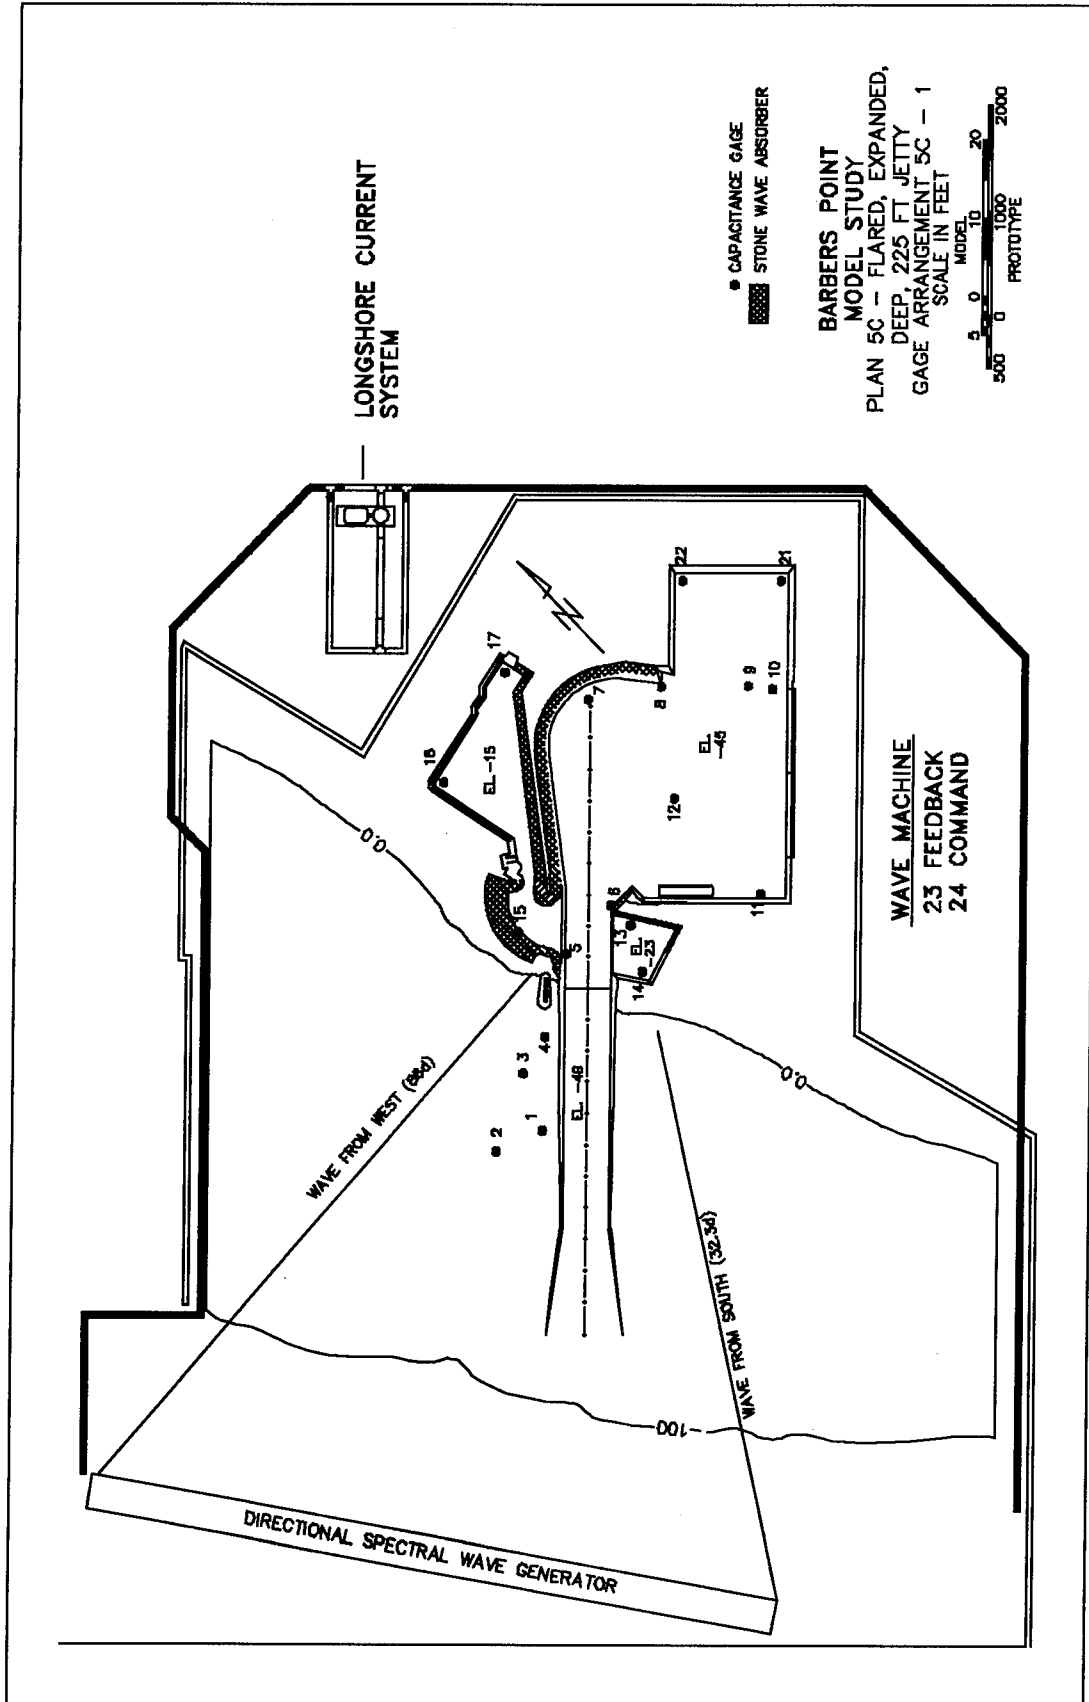 LONGSHORE CURRENT
SYSTEM
CAPACITANCE GAGE
STONE WAVE ABSORBER
BARBERS POINT
MODEL STUDY
PLAN 5C – FLARED, EXPANDED,
DEEP, 225 FT JETTY
GAGE ARRANGEMENT 5C – 1
SCALE IN FEET
MODEL
5 0 10 20
500 0 1000 2000
PROTOTYPE
WAVE MACHINE
23 FEEDBACK
24 COMMAND
DIRECTIONAL SPECTRAL WAVE GENERATOR
WAVE FROM WEST (88d)
WAVE FROM SOUTH (32.5d)
-100
0.0
0.0
EL -48
EL-15
EL
-23
EL
-45
N
1
2
3
4
5
6
7
8
9
10
11
12
13
14
15
17
21
22